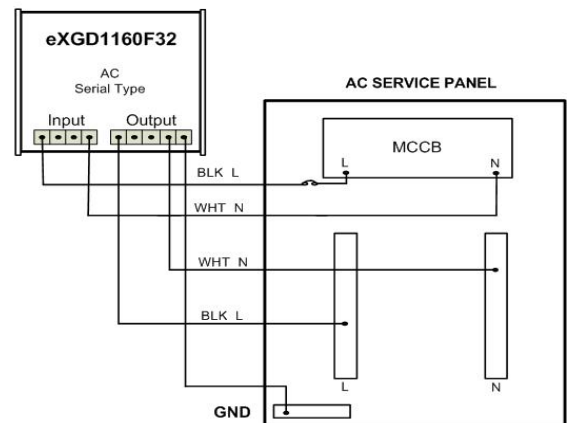 eXGD1160F32
AC
Serial Type
Input Output
AC SERVICE PANEL
MCCB
L N
BLK L
WHT N
WHT N
BLK L
L N
GND